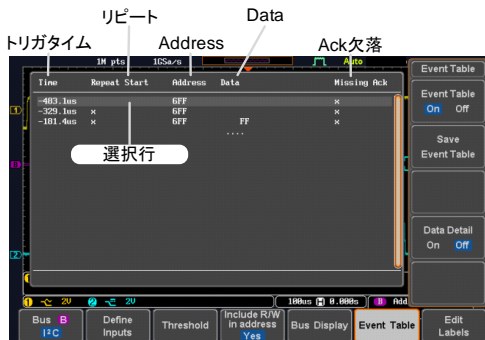 リピート Data
トリガタイム Address Ack欠落
1M pts 1GSa/s Auto
Event Table
Time Repeat Start Address Data Missing Ack
-483.1us 6FF x
-329.1us x 6FF x
-181.4us x 6FF FF x
....
選択行
Event Table
On Off
Save
Event Table
Data Detail
On Off
1 2V 2 2V 100us 0.000s B Add
Bus B
I²C
Define
Inputs
Threshold
Include R/W
in address
Yes
Bus Display
Event Table
Edit
Labels